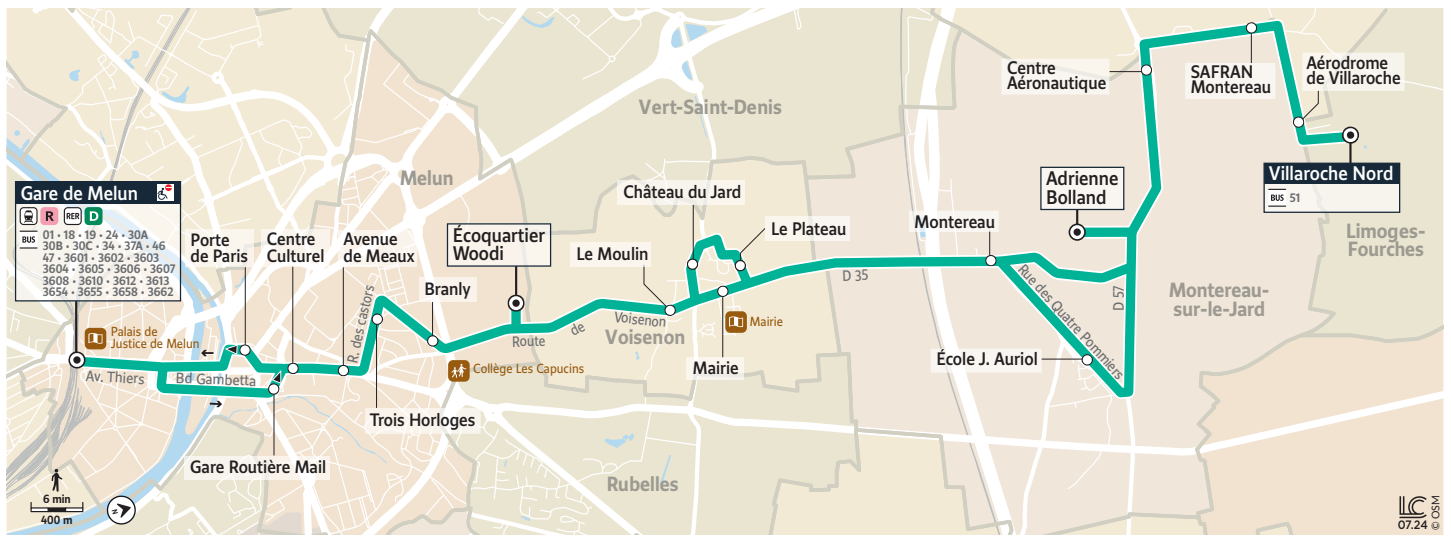 Gare de Melun
R RER D
BUS
01 • 18 • 19 • 24 • 30A
30B • 30C • 34 • 37A • 46
47 • 3601 • 3602 • 3603
3604 • 3605 • 3606 • 3607
3608 • 3610 • 3612 • 3613
3654 • 3655 • 3658 • 3662
Palais de
Justice de Melun
Av. Thiers
Bd Gambetta
Porte
de Paris
Centre
Culturel
Gare Routière Mail
Avenue
de Meaux
R. des castors
Trois Horloges
Melun
Branly
Collège Les Capucins
Écoquartier
Woodi
Route
de
Voisenon
Le Moulin
Voisenon
Château du Jard
Le Plateau
Mairie
Mairie
Vert-Saint-Denis
Rubelles
D 35
Montereau
Rue des Quatre Pommiers
École J. Auriol
D 57
Adrienne
Bolland
Centre
Aéronautique
SAFRAN
Montereau
Aérodrome
de Villaroche
Villaroche Nord
BUS 51
Limoges-
Fourches
Montereau-
sur-le-Jard
6 min
400 m
LC
07.24 © OSM